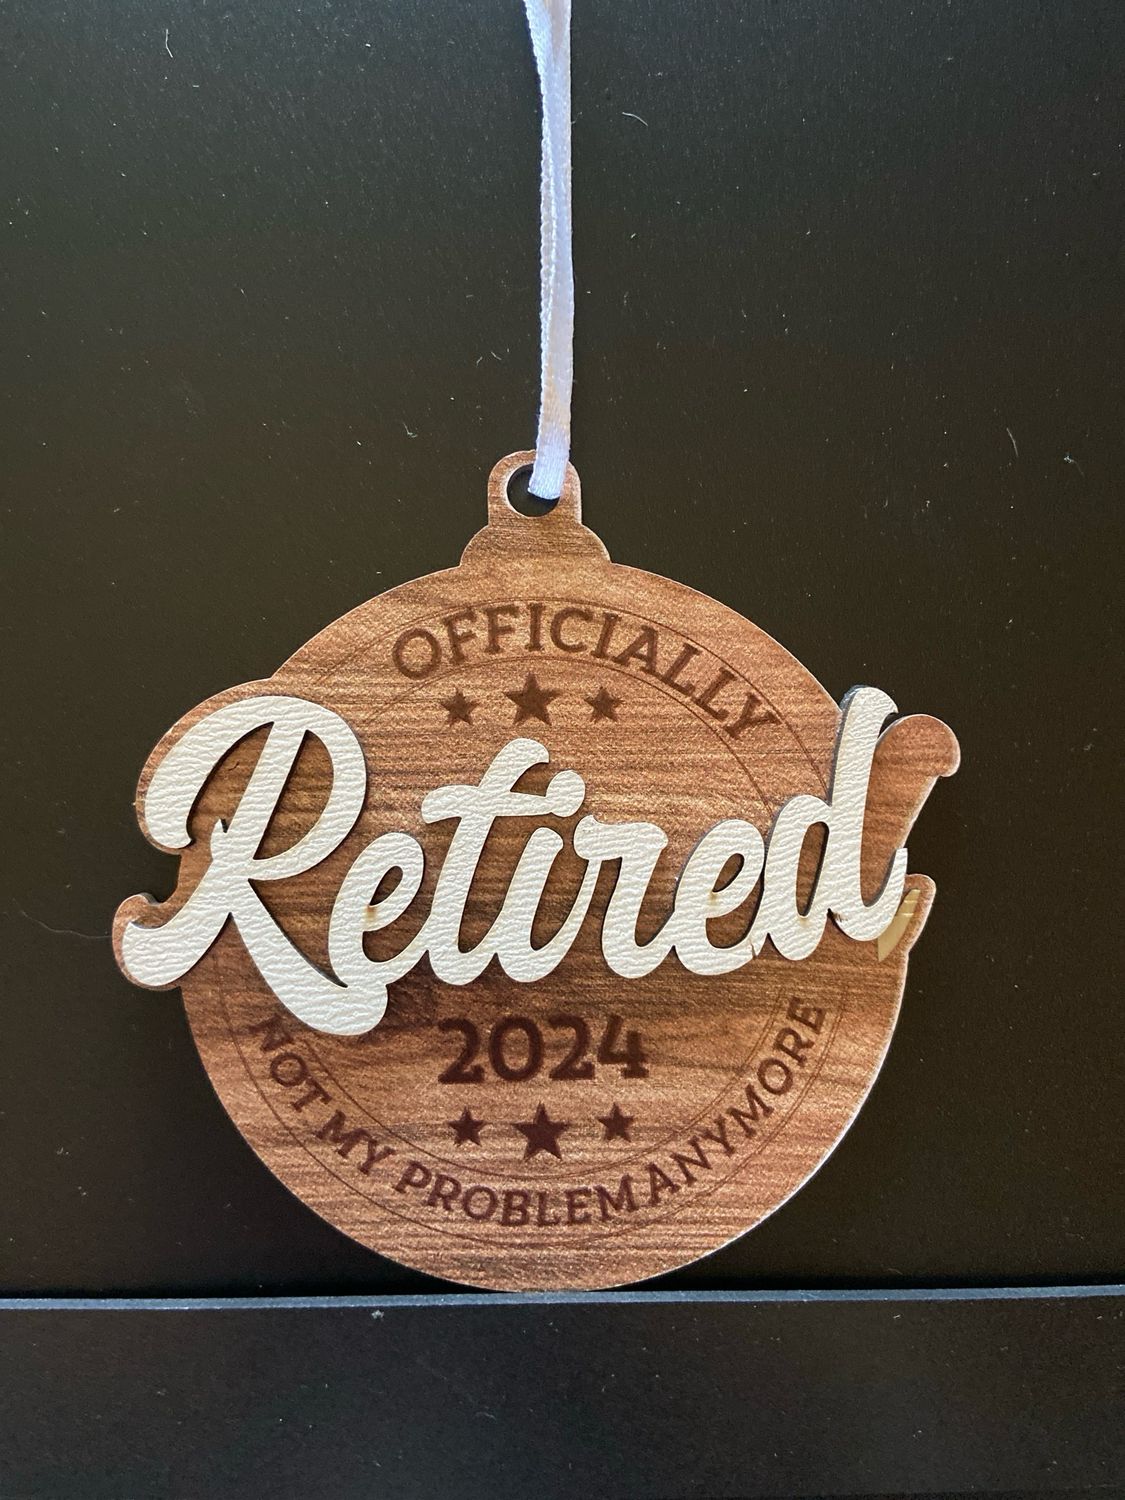 OFFICIALLY
Retired
2024
NOT MY PROBLEM ANYMORE